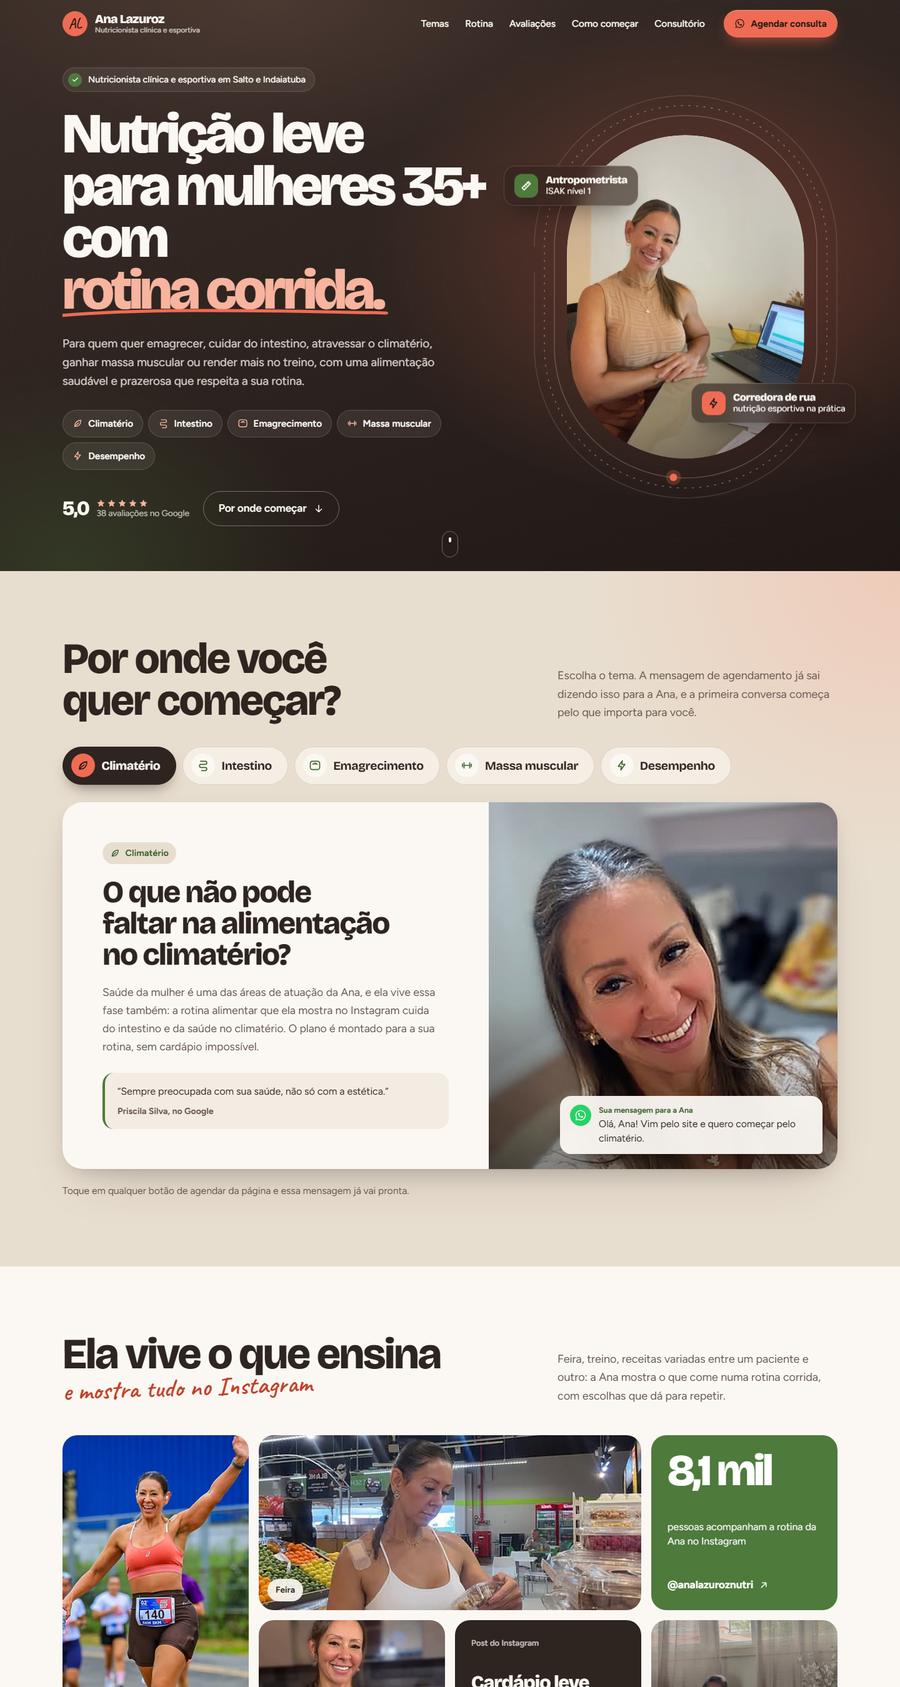 AL
Ana Lazuroz
Nutricionista clínica e esportiva
Temas
Rotina
Avaliações
Como começar
Consultório
Agendar consulta
Nutricionista clínica e esportiva em Salto e Indaiatuba
Nutrição leve
para mulheres 35+
com
rotina corrida.
Antropometrista
ISAK nível 1
Corredora de rua
nutrição esportiva na prática
Para quem quer emagrecer, cuidar do intestino, atravessar o climatério,
ganhar massa muscular ou render mais no treino, com uma alimentação
saudável e prazerosa que respeita a sua rotina.
Climatério
Intestino
Emagrecimento
Massa muscular
Desempenho
5,0
38 avaliações no Google
Por onde começar
Por onde você
quer começar?
Escolha o tema. A mensagem de agendamento já sai
dizendo isso para a Ana, e a primeira conversa começa
pelo que importa para você.
Climatério
Intestino
Emagrecimento
Massa muscular
Desempenho
Climatério
O que não pode
faltar na alimentação
no climatério?
Saúde da mulher é uma das áreas de atuação da Ana, e ela vive essa
fase também: a rotina alimentar que ela mostra no Instagram cuida
do intestino e da saúde no climatério. O plano é montado para a sua
rotina, sem cardápio impossível.
“Sempre preocupada com sua saúde, não só com a estética.”
Priscila Silva, no Google
Sua mensagem para a Ana
Olá, Ana! Vim pelo site e quero começar pelo
climatério.
Toque em qualquer botão de agendar da página e essa mensagem já vai pronta.
Ela vive o que ensina
e mostra tudo no Instagram
Feira, treino, receitas variadas entre um paciente e
outro: a Ana mostra o que come numa rotina corrida,
com escolhas que dá para repetir.
140
Feira
8,1 mil
pessoas acompanham a rotina da
Ana no Instagram
@analazuroznutri
Post do Instagram
Cardápio leve